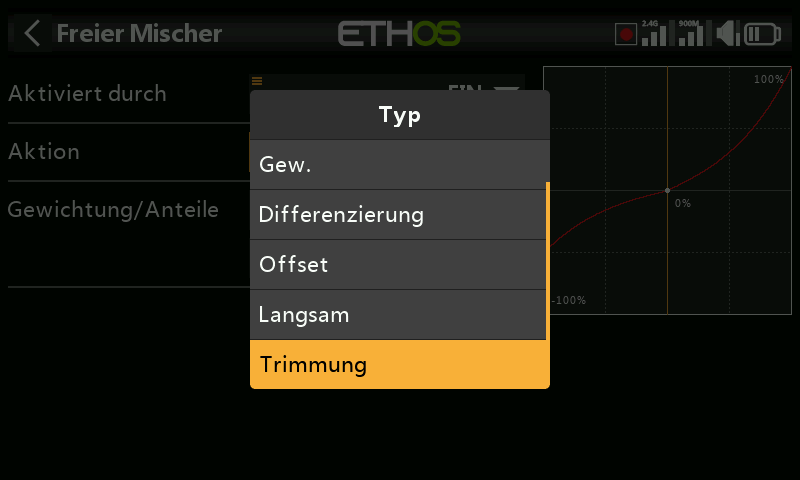 Freier Mischer
ETHOS
2.4G
900M
Aktiviert durch
EIN
Typ
100%
Aktion
Gew.
Gewichtung/Anteile
Differenzierung
0%
Offset
Langsam
-100%
Trimmung